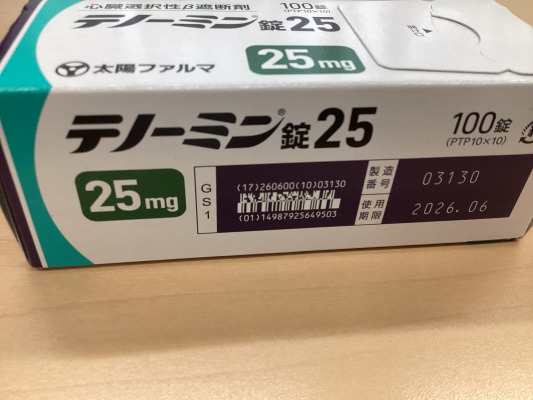 心臓選択性β遮断剤
100錠
テノーミン®錠25
(PTP10×10)
25mg
太陽ファルマ
テノーミン®錠25
100錠
(PTP10×10)
25mg
GS1
(17)260600(10)03130
(01)14987925649503
製造番号 03130
使用期限 2026.06